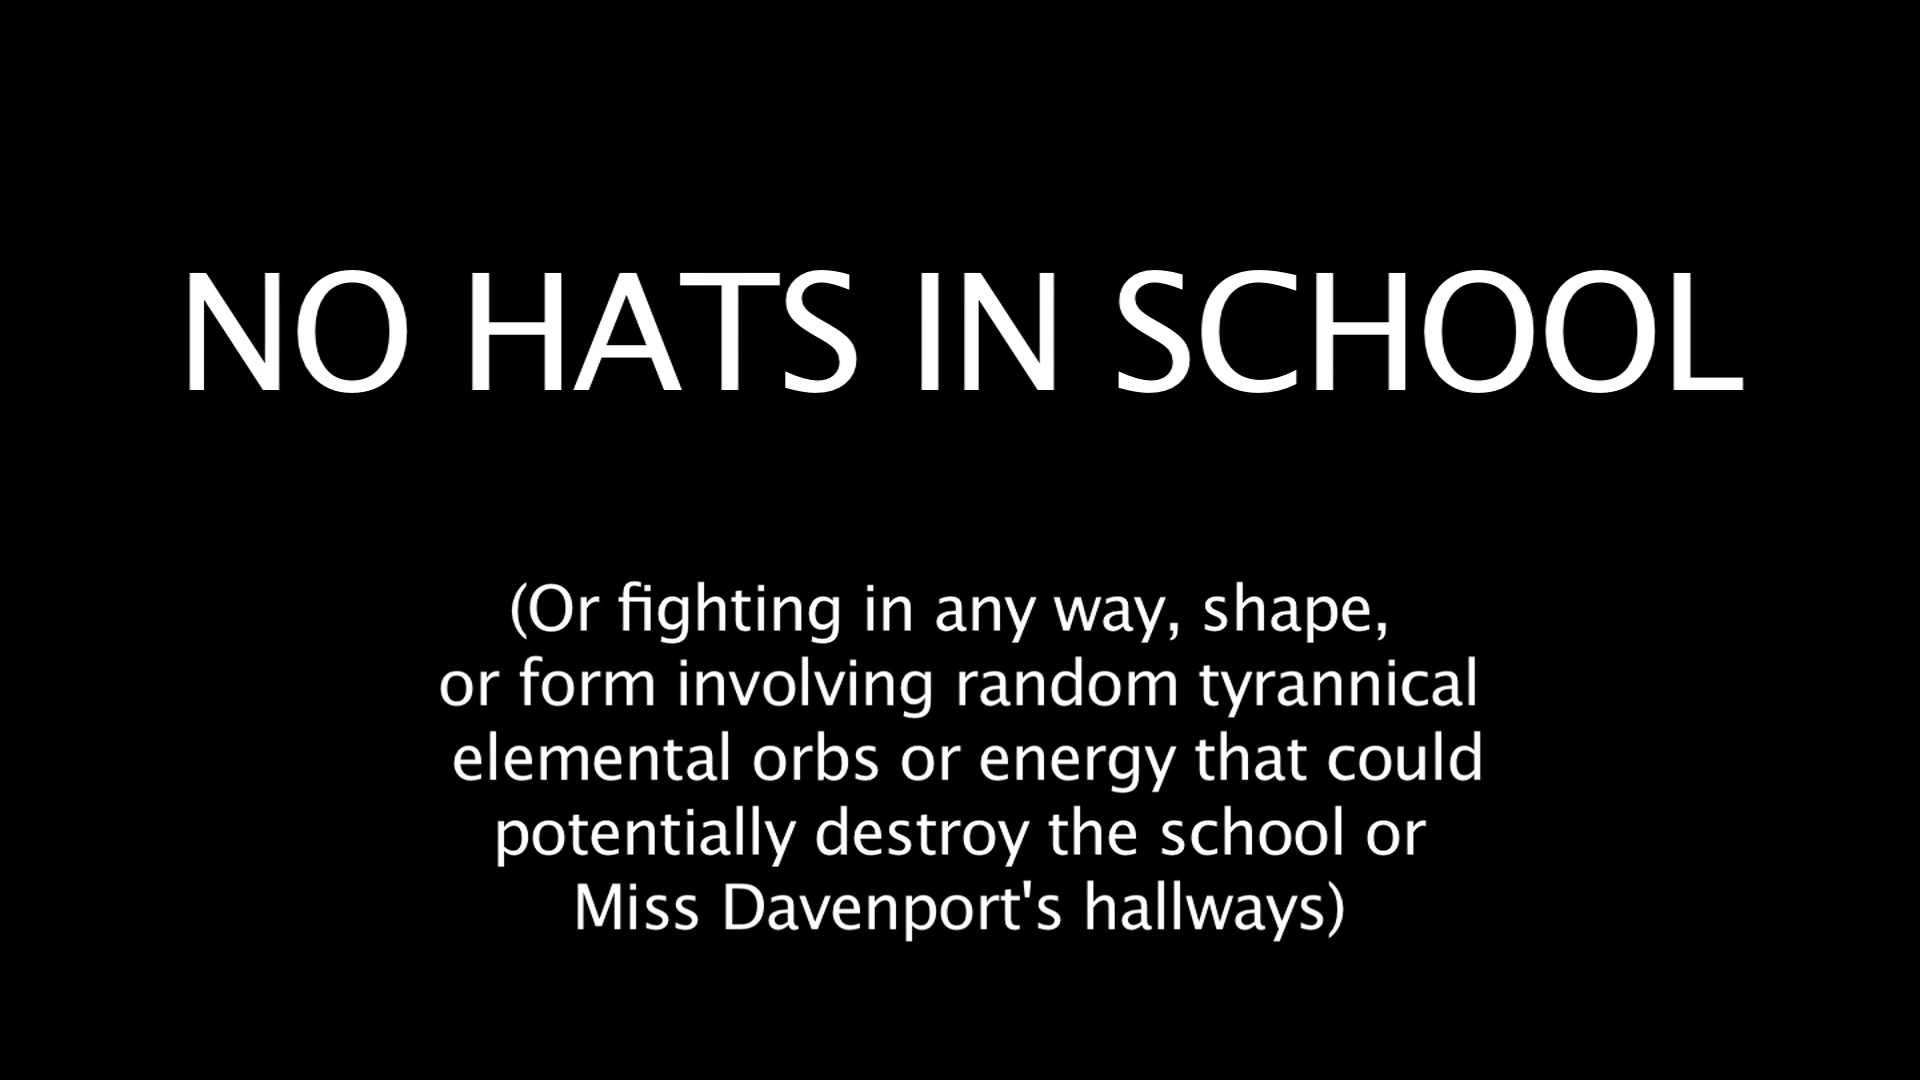 NO HATS IN SCHOOL
(Or fighting in any way, shape,
or form involving random tyrannical
elemental orbs or energy that could
potentially destroy the school or
Miss Davenport's hallways)